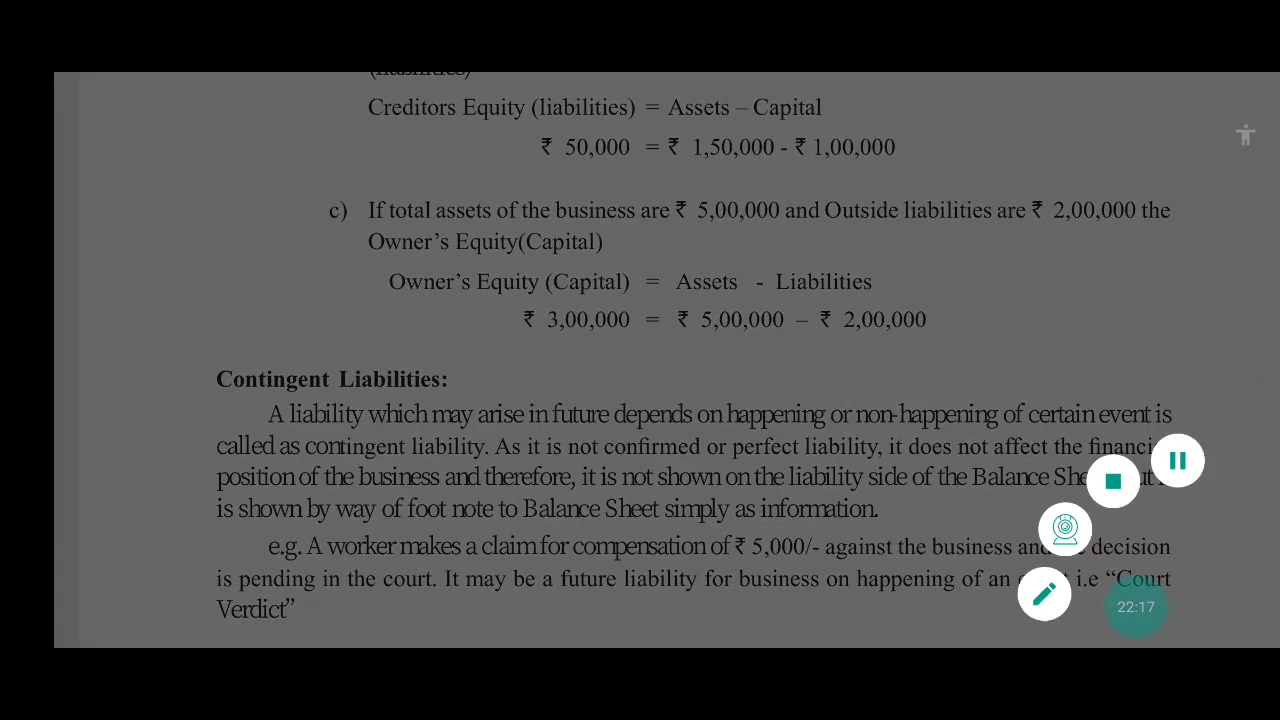 (liabilities)
Creditors Equity (liabilities) = Assets – Capital
₹ 50,000 = ₹ 1,50,000 - ₹ 1,00,000
c) If total assets of the business are ₹ 5,00,000 and Outside liabilities are ₹ 2,00,000 the
Owner’s Equity(Capital)
Owner’s Equity (Capital) = Assets - Liabilities
₹ 3,00,000 = ₹ 5,00,000 – ₹ 2,00,000
Contingent Liabilities:
A liability which may arise in future depends on happening or non-happening of certain event is
called as contingent liability. As it is not confirmed or perfect liability, it does not affect the
position of the business and therefore, it is not shown on the liability side of the Balance
is shown by way of foot note to Balance Sheet simply as information.
e.g. A worker makes a claim for compensation of ₹ 5,000/- against the business and decision
is pending in the court. It may be a future liability for business on happening of an i.e “Court
Verdict”
22:17